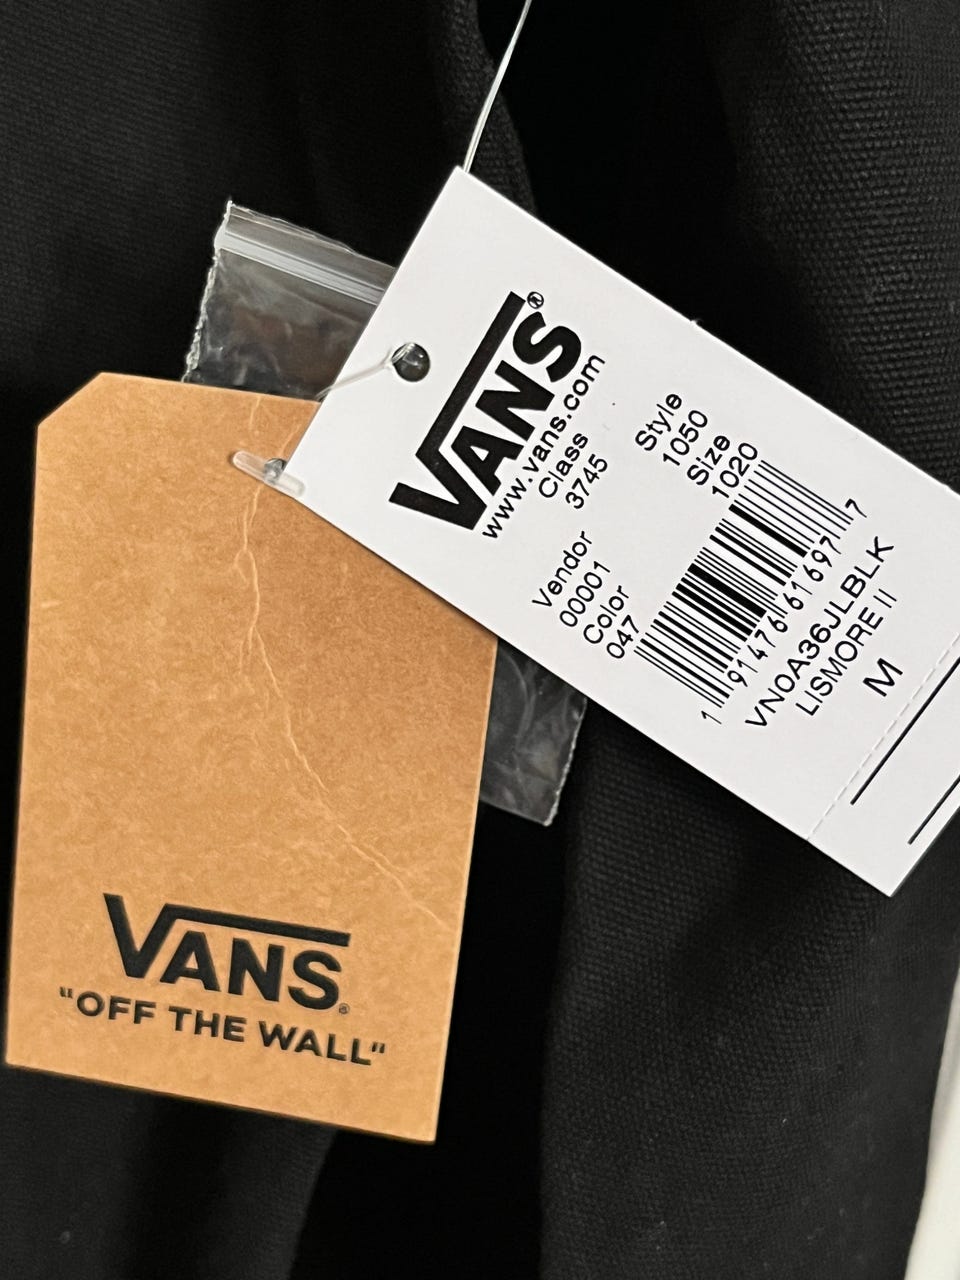 VANS®
www.vans.com
Class
3745
Style
1050
Size
1020
Vendor
00001
Color
047
1 91476 61697 7
VN0A36JLBLK
LISMORE II
M
VANS®
"OFF THE WALL"